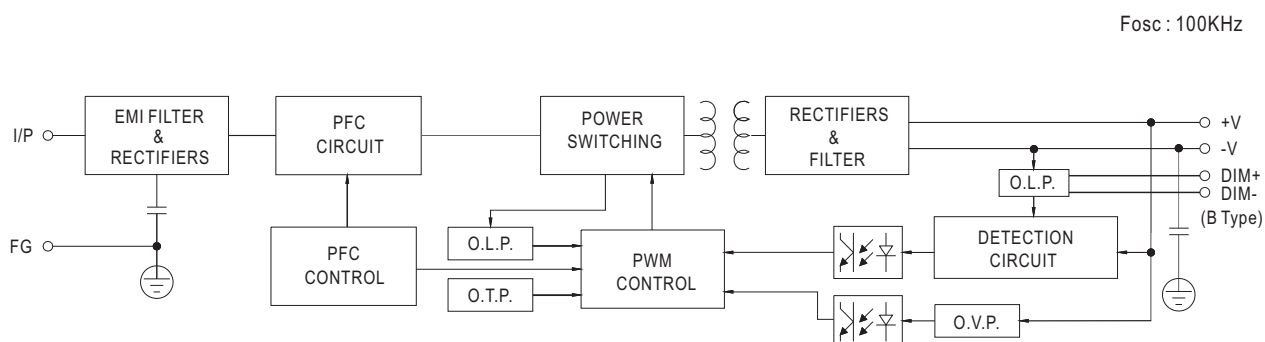 Fosc : 100KHz
I/P
EMI FILTER
&
RECTIFIERS
PFC
CIRCUIT
POWER
SWITCHING
RECTIFIERS
&
FILTER
+V
-V
O.L.P.
DIM+
DIM-
(B Type)
FG
PFC
CONTROL
O.L.P.
O.T.P.
PWM
CONTROL
DETECTION
CIRCUIT
O.V.P.